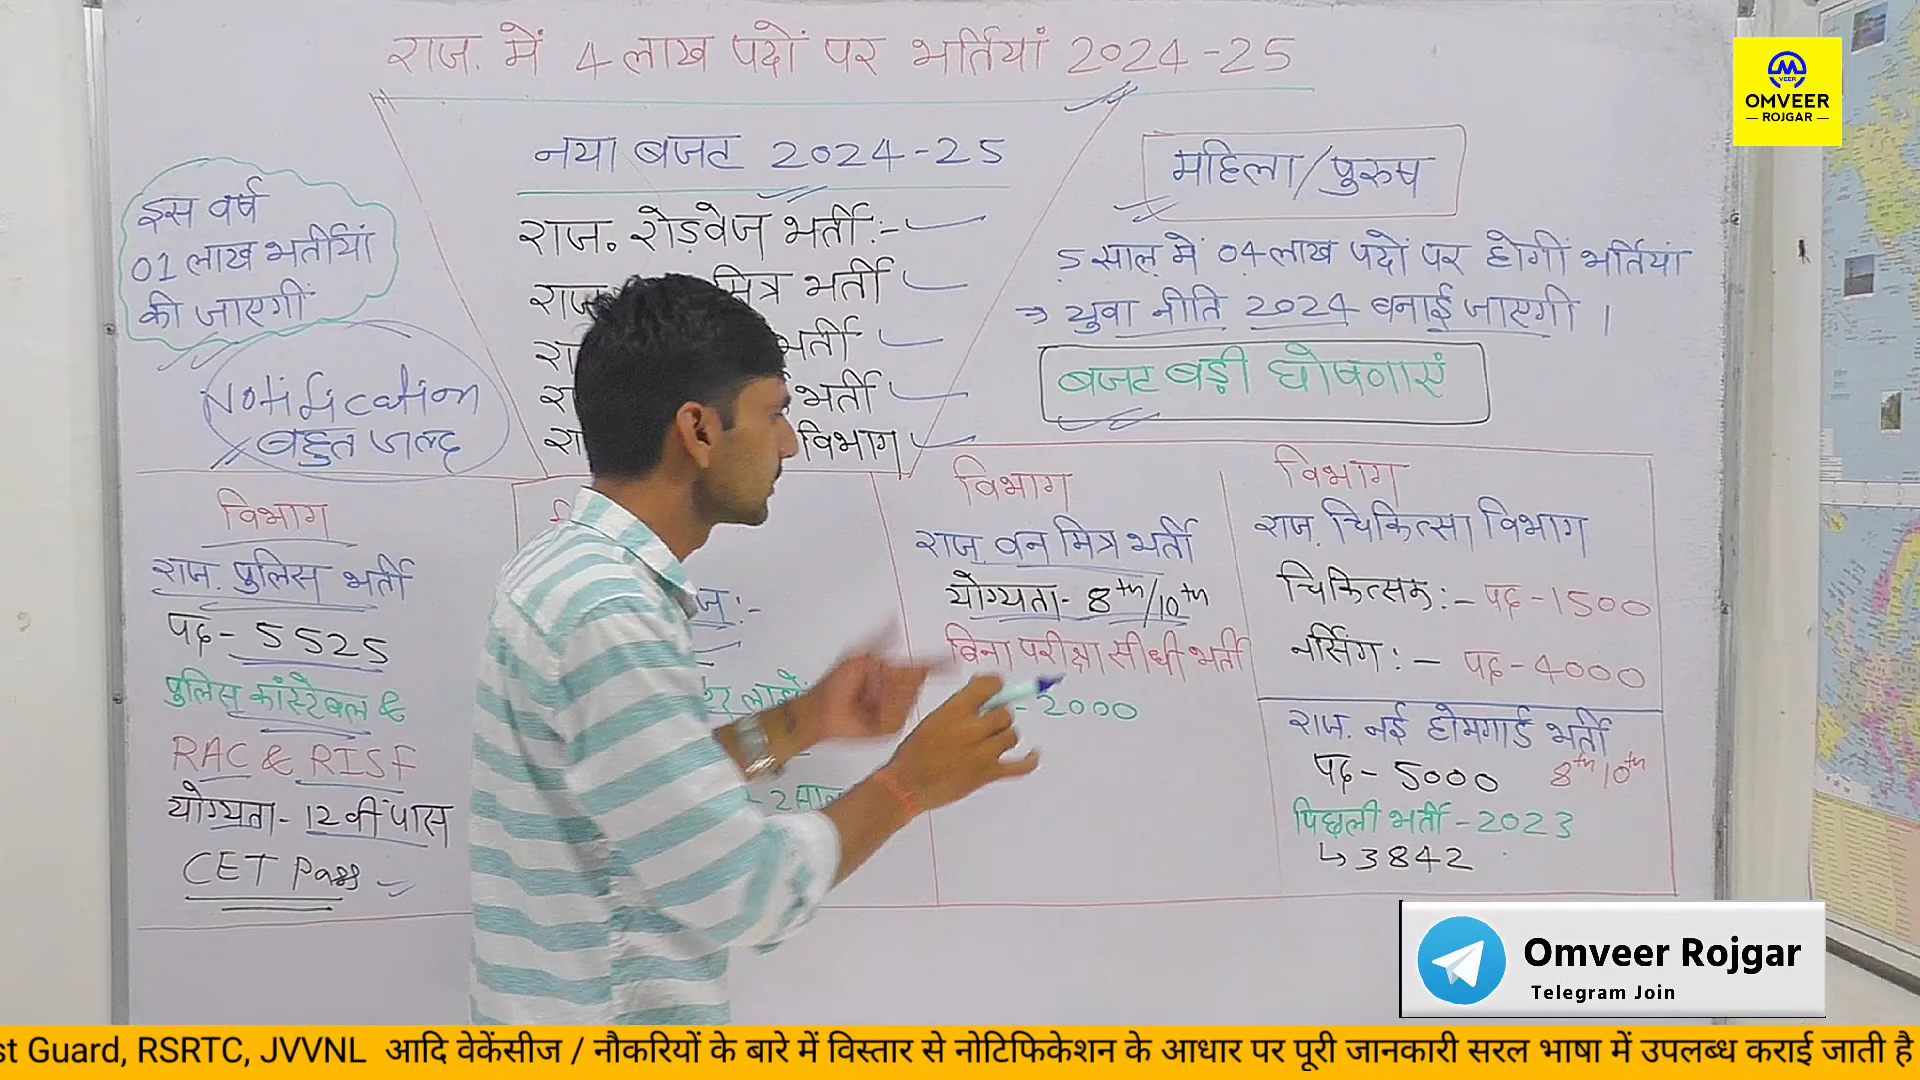 राज. में 4 लाख पदों पर भर्तियां 2024-25
नया बजट 2024-25
राज. रोडवेज भर्ती:-
राज. मित्र भर्ती
भर्ती
भर्ती
विभाग
इस वर्ष
01 लाख भर्तीयां
की जाएगीं
Notification
बहुत जल्द
महिला/पुरुष
5 साल में 04 लाख पदों पर होगीं भर्तियां
→ युवा नीति 2024 बनाई जाएगी।
बजट बड़ी घोषणाएं
विभाग
राज. पुलिस भर्ती
पद- 5525
पुलिस कांस्टेबल &
RAC & RISF
योग्यता- 12वीं पास
CET Pass
विभाग
राज. वन मित्र भर्ती
योग्यता- 8th/10th
बिना परीक्षा सीधी भर्ती
-2000
विभाग
राज. चिकित्सा विभाग
चिकित्सक:- पद-1500
नर्सिंग:- पद-4000
राज. नई होमगार्ड भर्ती
पद- 5000 8th 10th
पिछली भर्ती-2023
↳3842
VEER
OMVEER
— ROJGAR —
Omveer Rojgar
Telegram Join
st Guard, RSRTC, JVVNL आदि वेकेंसीज / नौकरियों के बारे में विस्तार से नोटिफिकेशन के आधार पर पूरी जानकारी सरल भाषा में उपलब्ध कराई जाती है